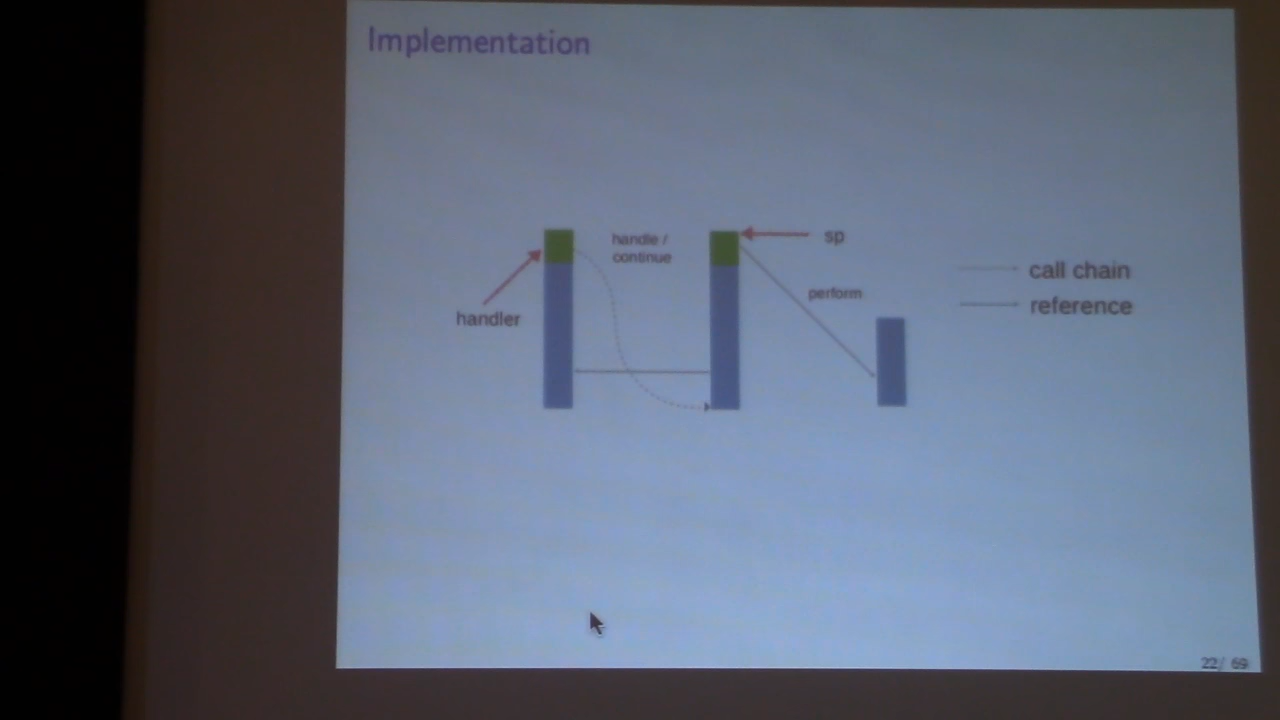 Implementation
handle /
continue
sp
perform
handler
call chain
reference
22/ 69